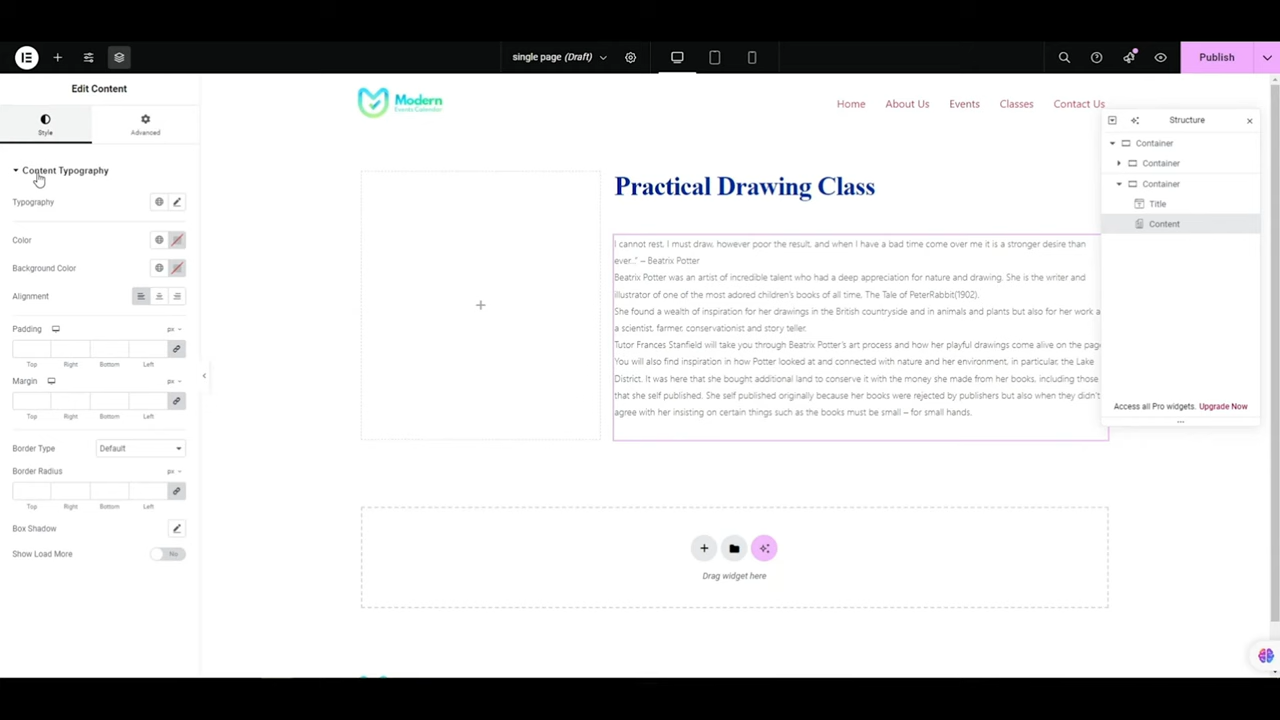 single page (Draft)
Publish
Edit Content
Style
Advanced
Content Typography
Typography
Color
Background Color
Alignment
Padding
px
Top Right Bottom Left
Margin
px
Top Right Bottom Left
Border Type
Default
Border Radius
px
Top Right Bottom Left
Box Shadow
Show Load More
No
Modern
Events Calendar
Home About Us Events Classes Contact Us
Practical Drawing Class
I cannot rest, I must draw, however poor the result, and when I have a bad time come over me it is a stronger desire than
ever..." – Beatrix Potter
Beatrix Potter was an artist of incredible talent who had a deep appreciation for nature and drawing. She is the writer and
illustrator of one of the most adored children's books of all time, The Tale of PeterRabbit(1902).
She found a wealth of inspiration for her drawings in the British countryside and in animals and plants but also for her work a
a scientist, farmer, conservationist and story teller.
Tutor Frances Stanfield will take you through Beatrix Potter's art process and how her playful drawings come alive on the page
You will also find inspiration in how Potter looked at and connected with nature and her environment, in particular, the Lake
District. It was here that she bought additional land to conserve it with the money she made from her books, including those
that she self published. She self published originally because her books were rejected by publishers but also when they didn't
agree with her insisting on certain things such as the books must be small – for small hands.
Drag widget here
Structure
Container
Container
Container
Title
Content
Access all Pro widgets. Upgrade Now